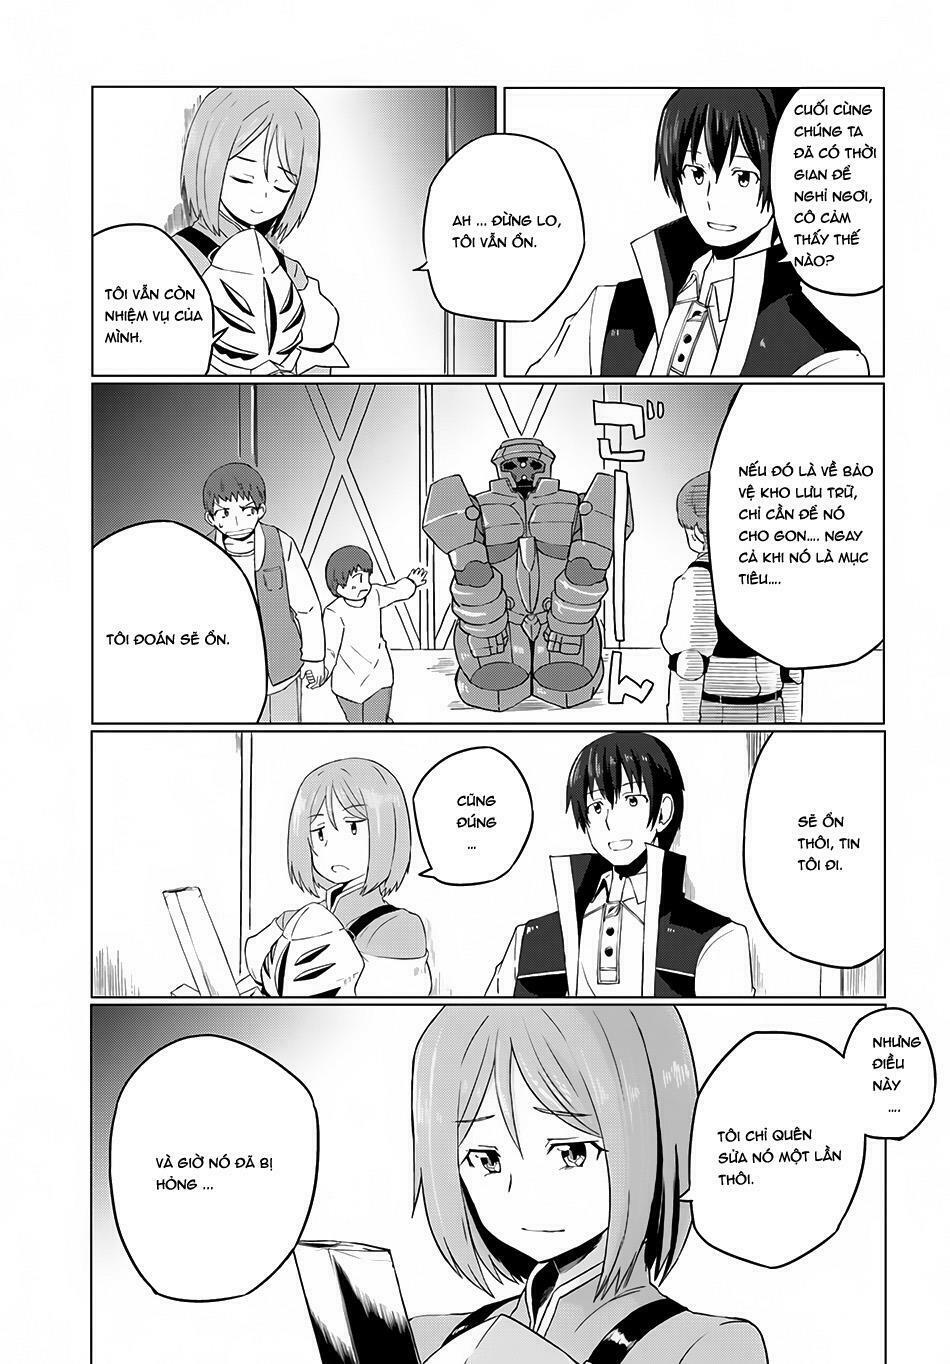 CUỐI CÙNG
CHÚNG TA
ĐÃ CÓ THỜI
GIAN ĐỂ
NGHỈ NGƠI,
CÔ CẢM
THẤY THẾ
NÀO?
AH ... ĐỪNG LO,
TÔI VẪN ỔN.
TÔI VẪN CÒN
NHIỆM VỤ CỦA
MÌNH.
NẾU ĐÓ LÀ VỀ BẢO
VỆ KHO LƯU TRỮ,
CHỈ CẦN ĐỂ NÓ
CHO GON.... NGAY
CẢ KHI NÓ LÀ MỤC
TIÊU....
ゴーん
TÔI ĐOÁN SẼ ỔN.
SẼ ỔN
THÔI, TIN
TÔI ĐI.
CŨNG
ĐÚNG
...
NHƯNG
ĐIỀU
NÀY
....
TÔI CHỈ QUÊN
SỬA NÓ MỘT LẦN
THÔI.
VÀ GIỜ NÓ ĐÃ BỊ
HỎNG ...